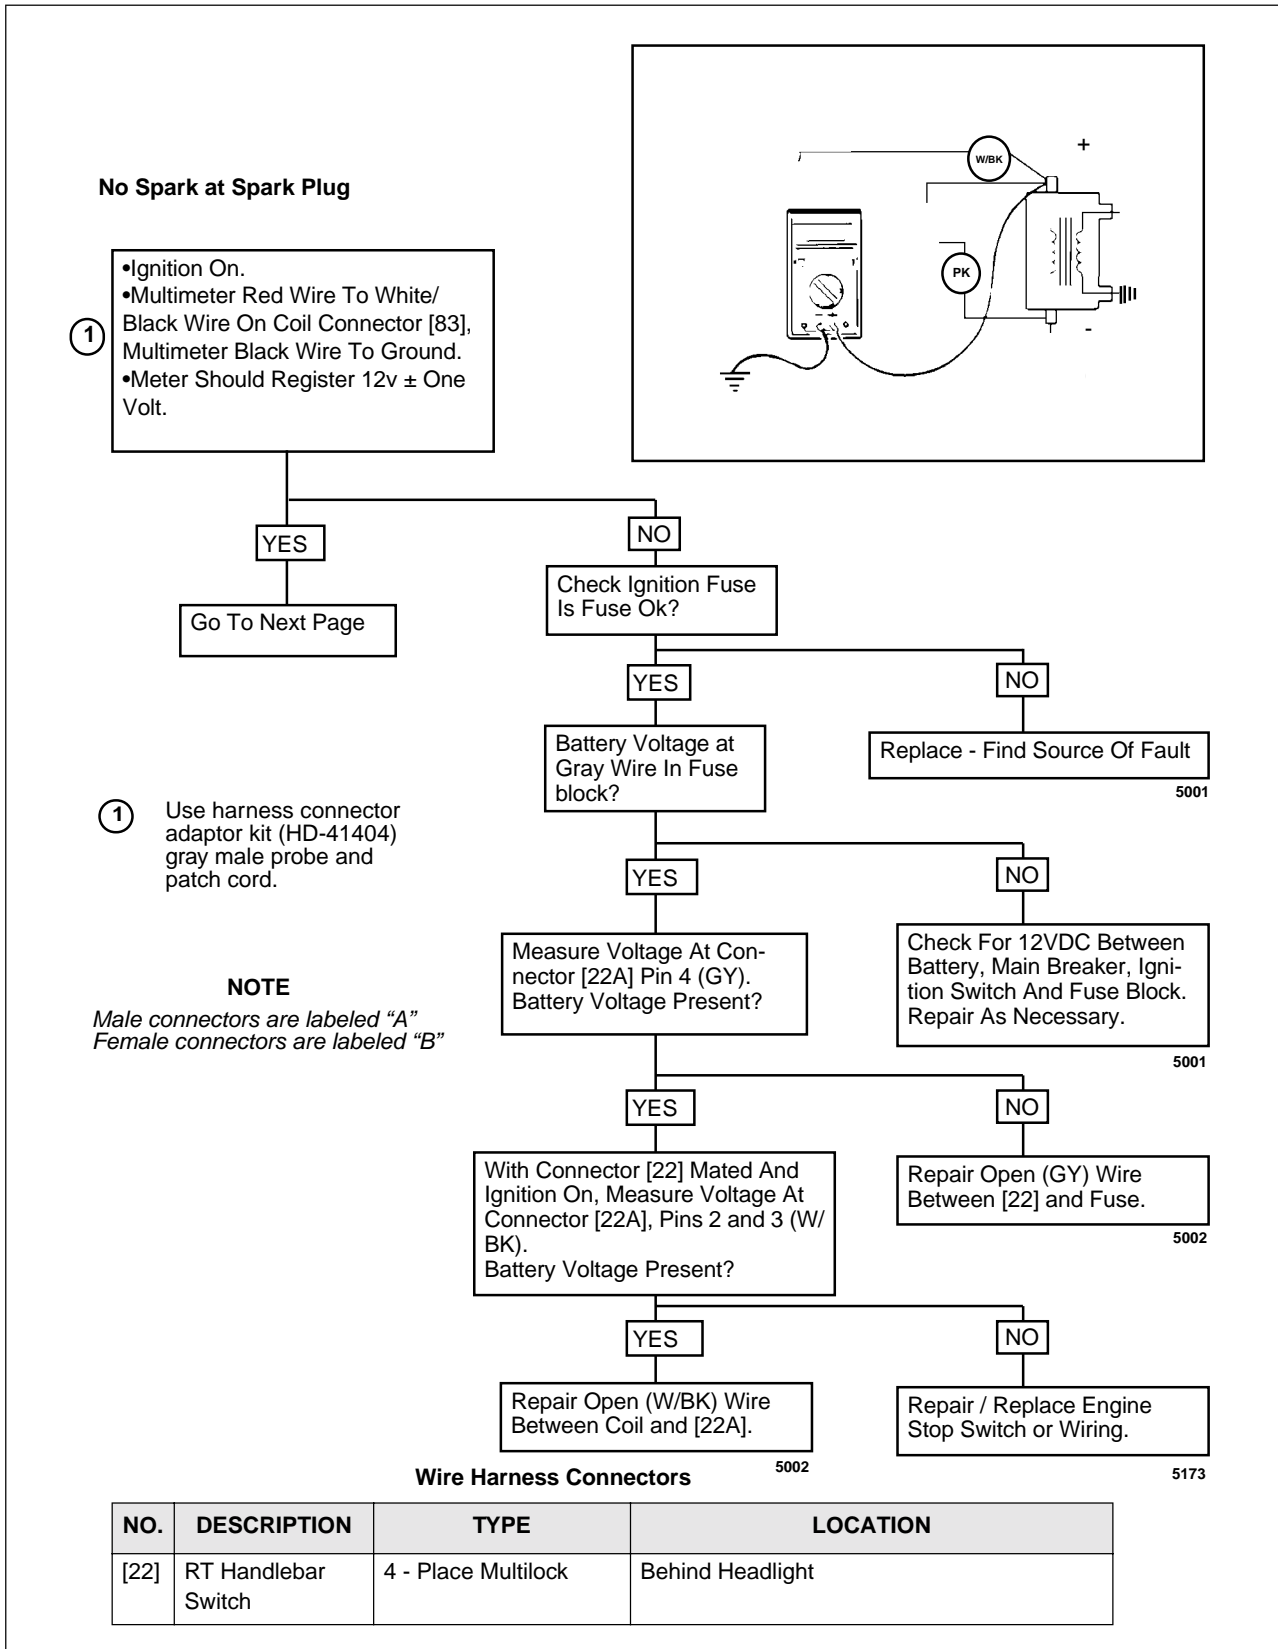 No Spark at Spark Plug
W/BK
+
PK
-
•Ignition On.
•Multimeter Red Wire To White/
Black Wire On Coil Connector [83],
Multimeter Black Wire To Ground.
•Meter Should Register 12v ± One
Volt.
1
YES
NO
Go To Next Page
Check Ignition Fuse
Is Fuse Ok?
YES
NO
Battery Voltage at
Gray Wire In Fuse
block?
Replace - Find Source Of Fault
5001
1
Use harness connector
adaptor kit (HD-41404)
gray male probe and
patch cord.
YES
NO
Measure Voltage At Con-
nector [22A] Pin 4 (GY).
Battery Voltage Present?
Check For 12VDC Between
Battery, Main Breaker, Igni-
tion Switch And Fuse Block.
Repair As Necessary.
5001
NOTE
Male connectors are labeled “A”
Female connectors are labeled “B”
YES
NO
With Connector [22] Mated And
Ignition On, Measure Voltage At
Connector [22A], Pins 2 and 3 (W/
BK).
Battery Voltage Present?
Repair Open (GY) Wire
Between [22] and Fuse.
5002
YES
NO
Repair Open (W/BK) Wire
Between Coil and [22A].
5002
Repair / Replace Engine
Stop Switch or Wiring.
5173
Wire Harness Connectors
NO. DESCRIPTION TYPE LOCATION
[22] RT Handlebar 4 - Place Multilock Behind Headlight
Switch